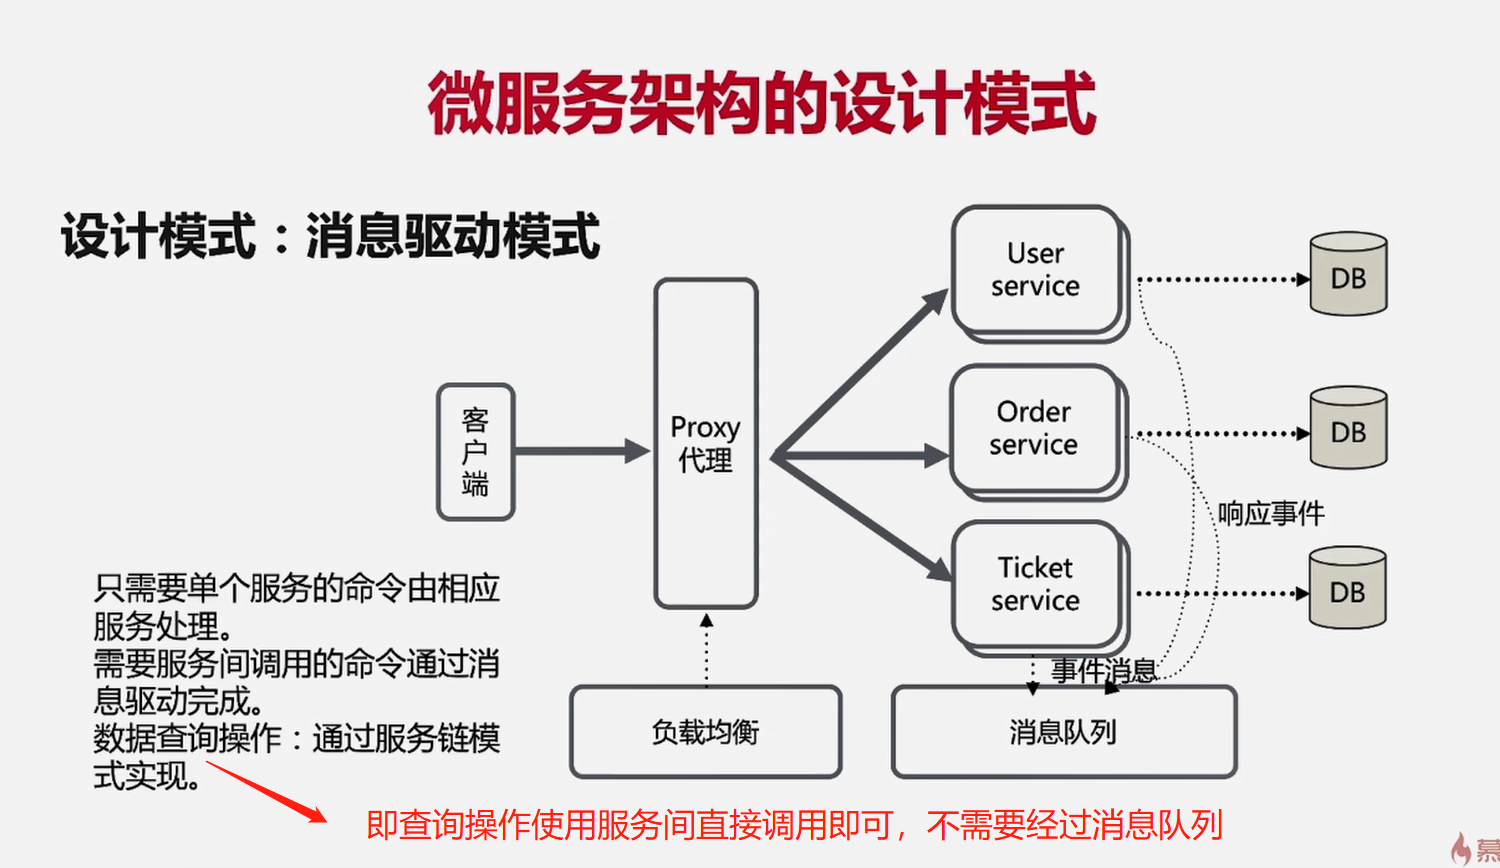 微服务架构的设计模式
设计模式：消息驱动模式
User
service
DB
客
户
端
Proxy
代理
Order
service
DB
响应事件
Ticket
service
DB
只需要单个服务的命令由相应
服务处理。
需要服务间调用的命令通过消
息驱动完成。
数据查询操作：通过服务链模
式实现。
事件消息
负载均衡
消息队列
即查询操作使用服务间直接调用即可，不需要经过消息队列
慕